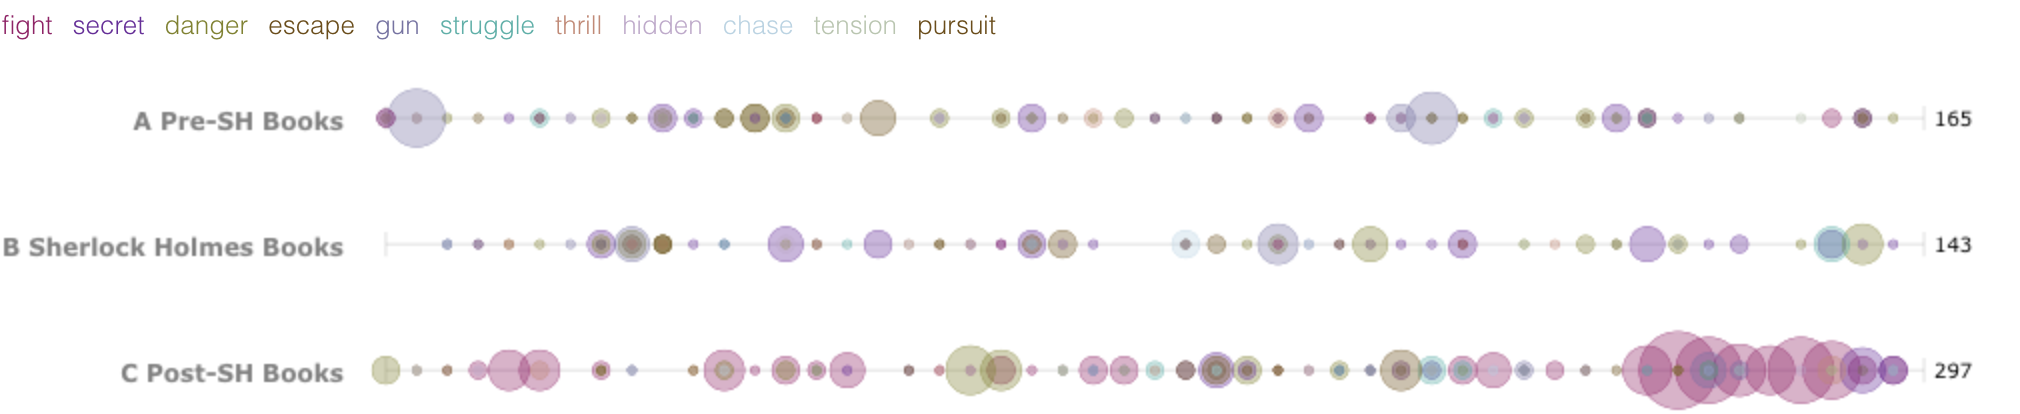 fight secret danger escape gun struggle thrill hidden chase tension pursuit
A Pre-SH Books 165
B Sherlock Holmes Books 143
C Post-SH Books 297